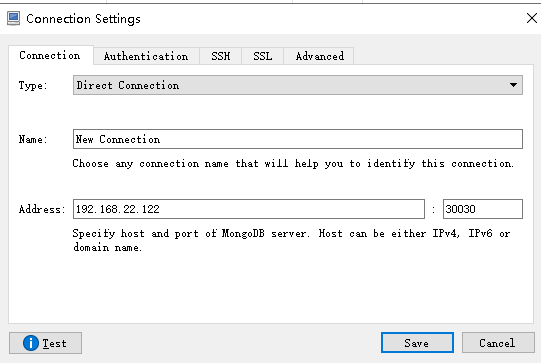 Connection Settings
Connection Authentication SSH SSL Advanced
Type: Direct Connection
Name: New Connection
Choose any connection name that will help you to identify this connection.
Address: 192.168.22.122 : 30030
Specify host and port of MongoDB server. Host can be either IPv4, IPv6 or
domain name.
Test Save Cancel